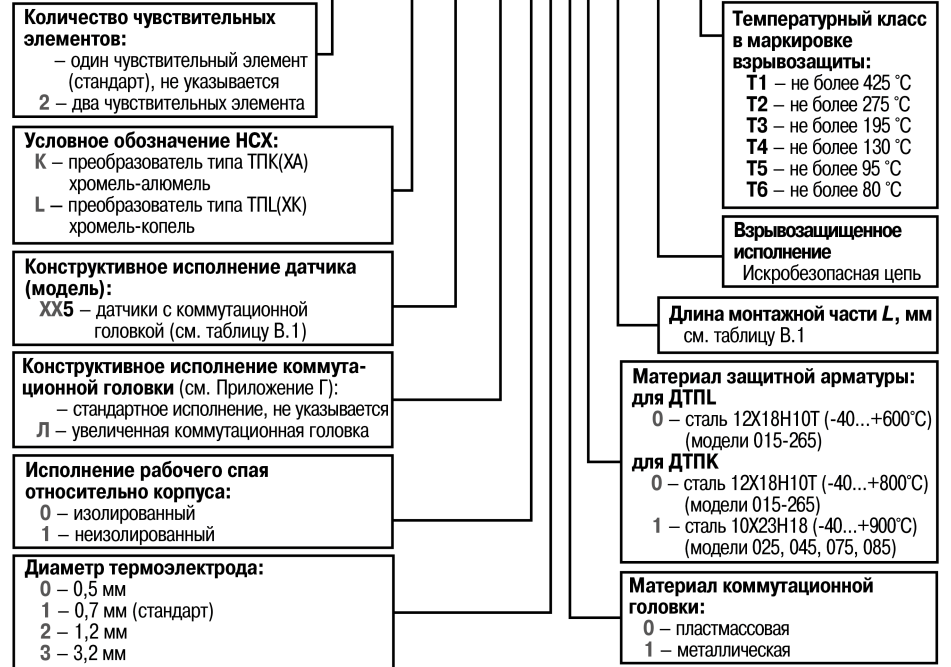 Количество чувствительных
элементов:
– один чувствительный элемент
(стандарт), не указывается
2 – два чувствительных элемента
Условное обозначение НСХ:
К – преобразователь типа ТПК(ХА)
хромель-алюмель
L – преобразователь типа ТПL(ХК)
хромель-копель
Конструктивное исполнение датчика
(модель):
ХХ5 – датчики с коммутационной
головкой (см. таблицу В.1)
Конструктивное исполнение коммута-
ционной головки (см. Приложение Г):
– стандартное исполнение, не указывается
Л – увеличенная коммутационная головка
Исполнение рабочего спая
относительно корпуса:
0 – изолированный
1 – неизолированный
Диаметр термоэлектрода:
0 – 0,5 мм
1 – 0,7 мм (стандарт)
2 – 1,2 мм
3 – 3,2 мм
Температурный класс
в маркировке
взрывозащиты:
Т1 – не более 425 °С
Т2 – не более 275 °С
Т3 – не более 195 °С
Т4 – не более 130 °С
Т5 – не более 95 °С
Т6 – не более 80 °С
Взрывозащищенное
исполнение
Искробезопасная цепь
Длина монтажной части L, мм
см. таблицу В.1
Материал защитной арматуры:
для ДТПL
0 – сталь 12Х18Н10Т (-40...+600°С)
(модели 015-265)
для ДТПК
0 – сталь 12Х18Н10Т (-40...+800°С)
(модели 015-265)
1 – сталь 10Х23Н18 (-40...+900°С)
(модели 025, 045, 075, 085)
Материал коммутационной
головки:
0 – пластмассовая
1 – металлическая